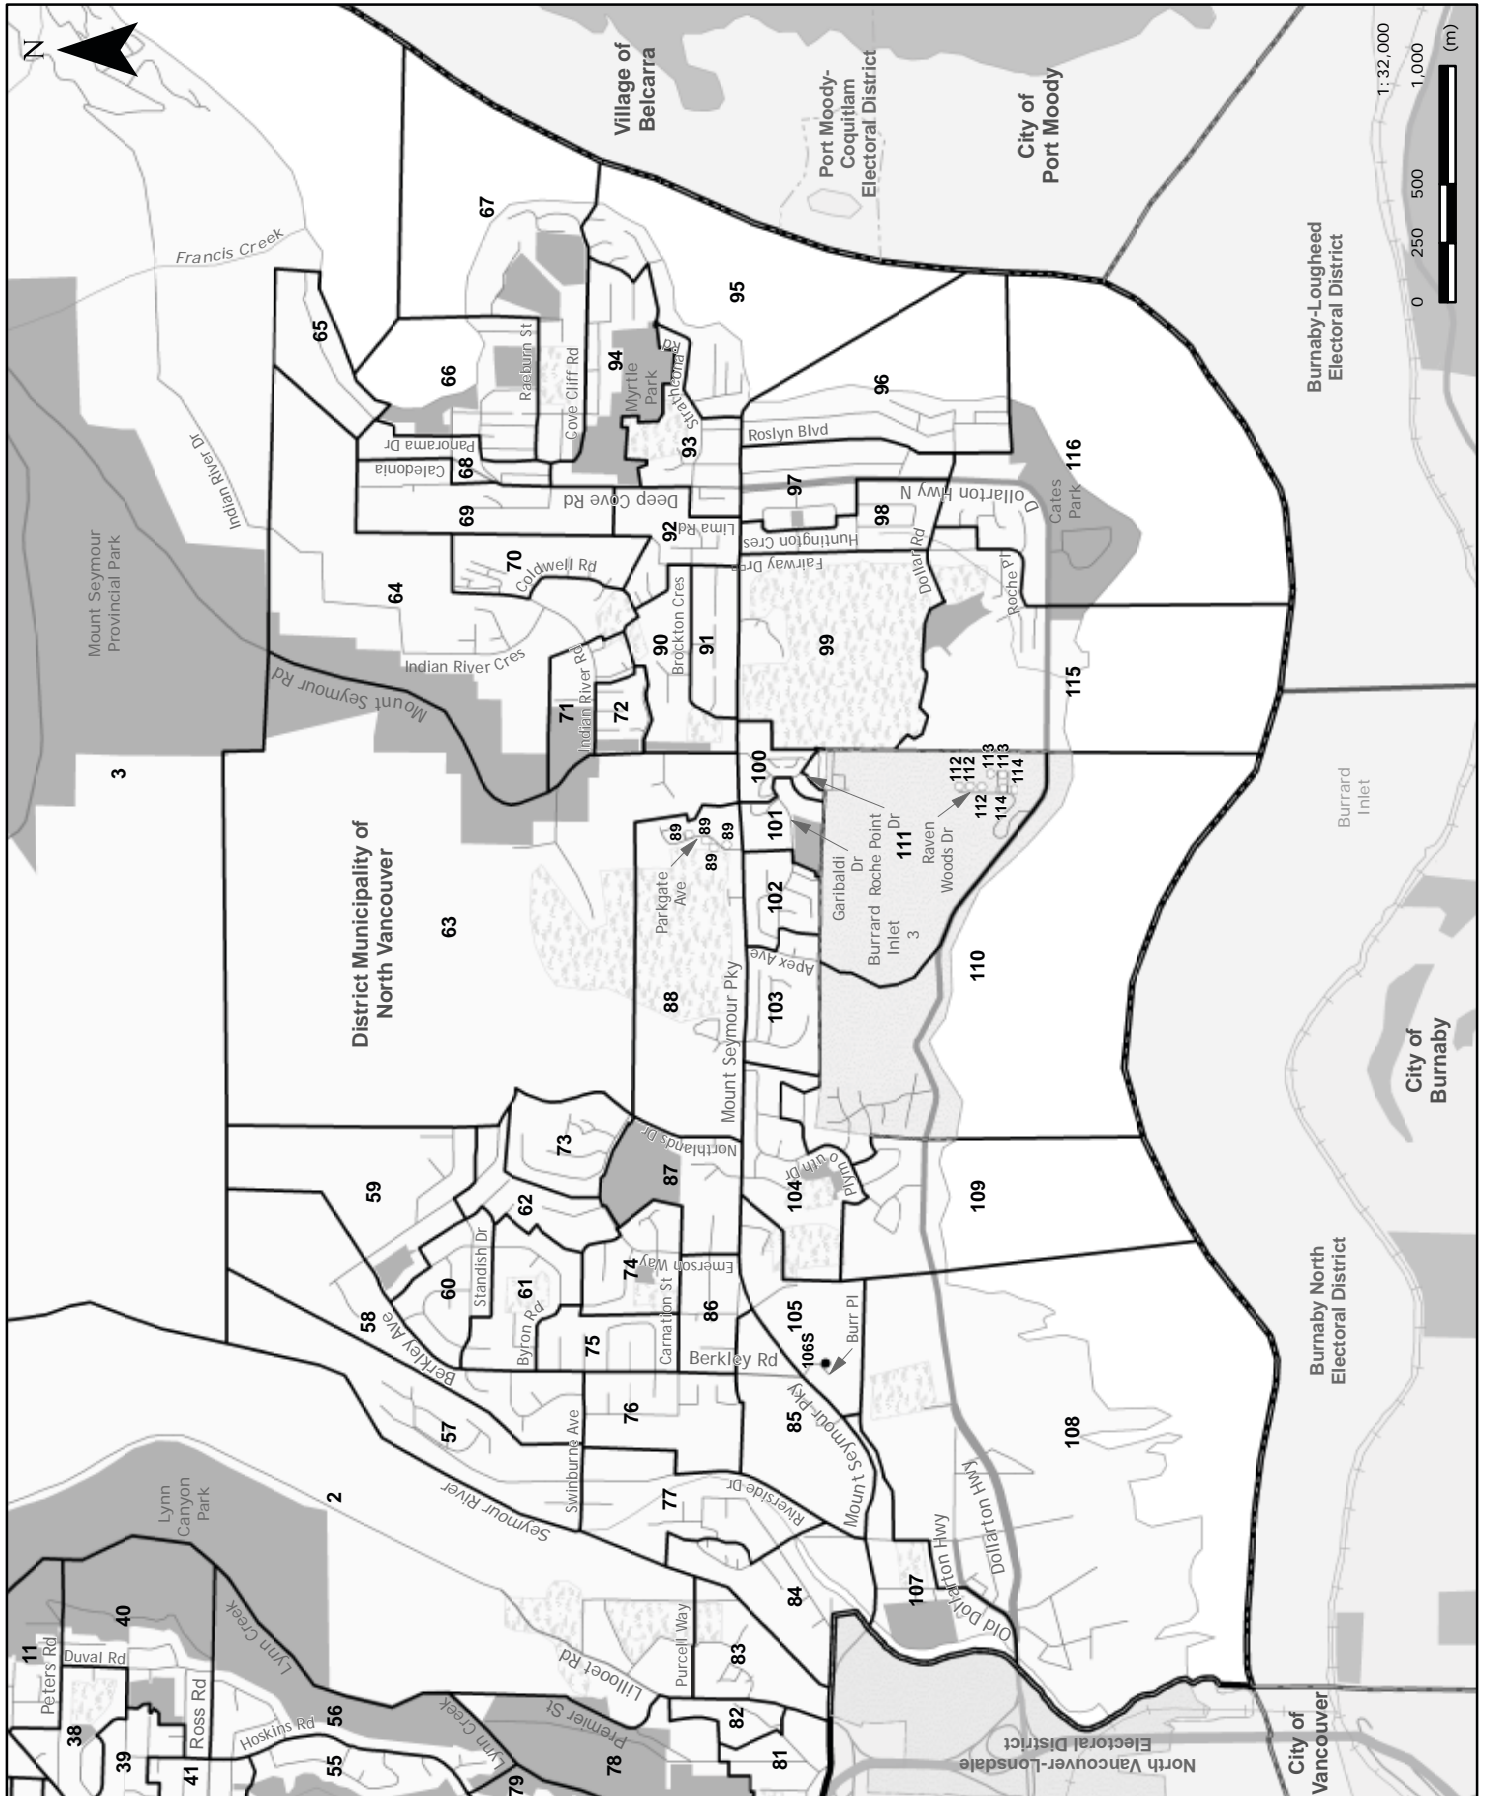 N
Village of
Belcarra
Port Moody-
Coquitlam
Electoral District
City of
Port Moody
1:32,000
0
250
500
1,000
(m)
Burnaby-Lougheed
Electoral District
Francis Creek
67
95
65
66
Raeburn St
Cove Cliff Rd
94
Myrtle
Park
Strathcona Rd
93
96
Roslyn Blvd
Indian River Dr
Panorama Dr
Caledonia
68
69
Deep Cove Rd
92
Lima Rd
97
98
Huntington Cres
Dollarton Hwy N
Cates
Park
116
Mount Seymour
Provincial Park
64
70
Coldwell Rd
Fairway Dr
Dollar Rd
Roche Pl
Indian River Cres
90
Brockton Cres
91
99
115
Mount Seymour Rd
71
Indian River Rd
72
3
100
101
102
103
89
89
89
89
Parkgate
Ave
88
Mount Seymour Pky
Apex Ave
Garibaldi
Dr
Roche Point
Dr
111
Raven
Woods Dr
112
112
112
113
113
114
114
Burrard
Inlet
3
110
Burrard
Inlet
District Municipality of
North Vancouver
63
City of
Burnaby
59
73
62
87
Northlands Dr
104
Plymouth Dr
109
58
60
Standish Dr
61
Byron Rd
74
Emerson Way
Carnation St
75
86
105
106S
Burr Pl
Berkley Ave
Berkley Rd
57
76
85
Mount Seymour Pky
108
Burnaby North
Electoral District
Swinburne Ave
77
Riverside Dr
Seymour River
Lynn
Canyon
Park
2
Dollarton Hwy
Old Dollarton Hwy
107
84
Purcell Way
83
Lillooet Rd
40
11
Peters Rd
Duval Rd
Lynn Creek
38
39
41
Ross Rd
Hoskins Rd
56
55
Lynn Creek
79
Premier St
78
82
81
North Vancouver-Lonsdale
Electoral District
City of
Vancouver